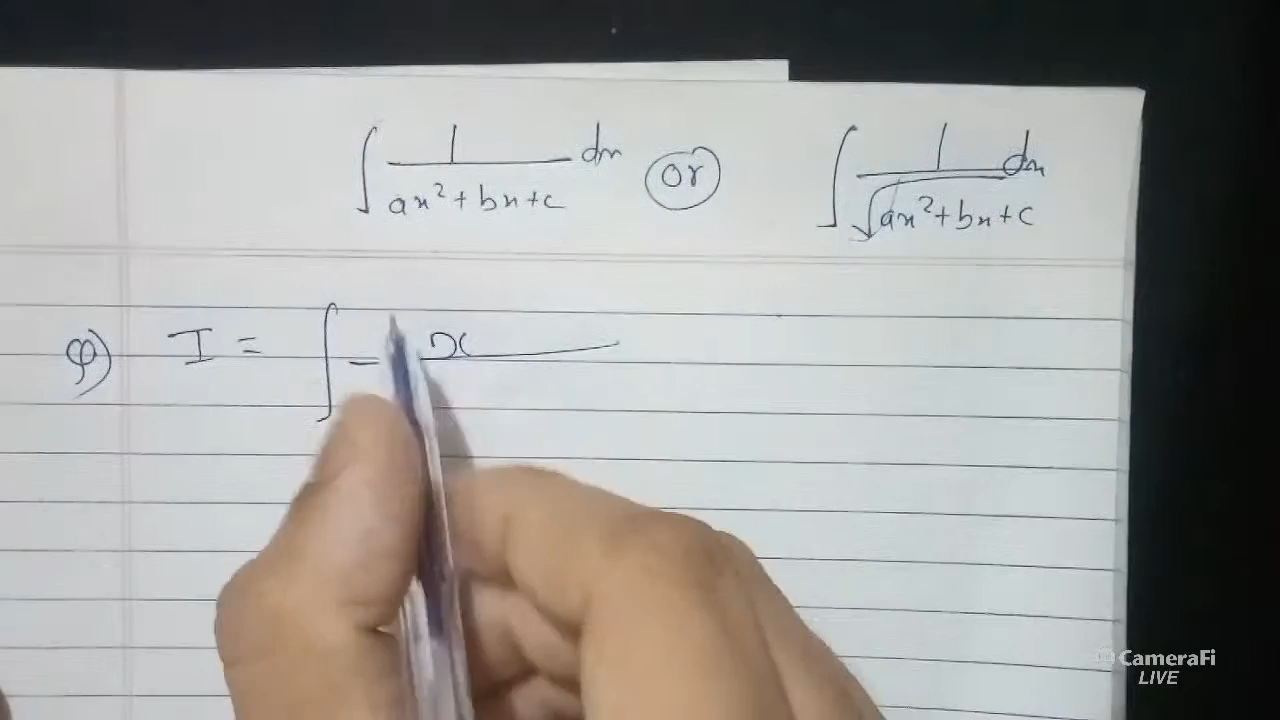 ∫ 1/(ax²+bx+c) dx or ∫ 1/√(ax²+bx+c) dx
φ) I = ∫ — x
CameraFi
LIVE